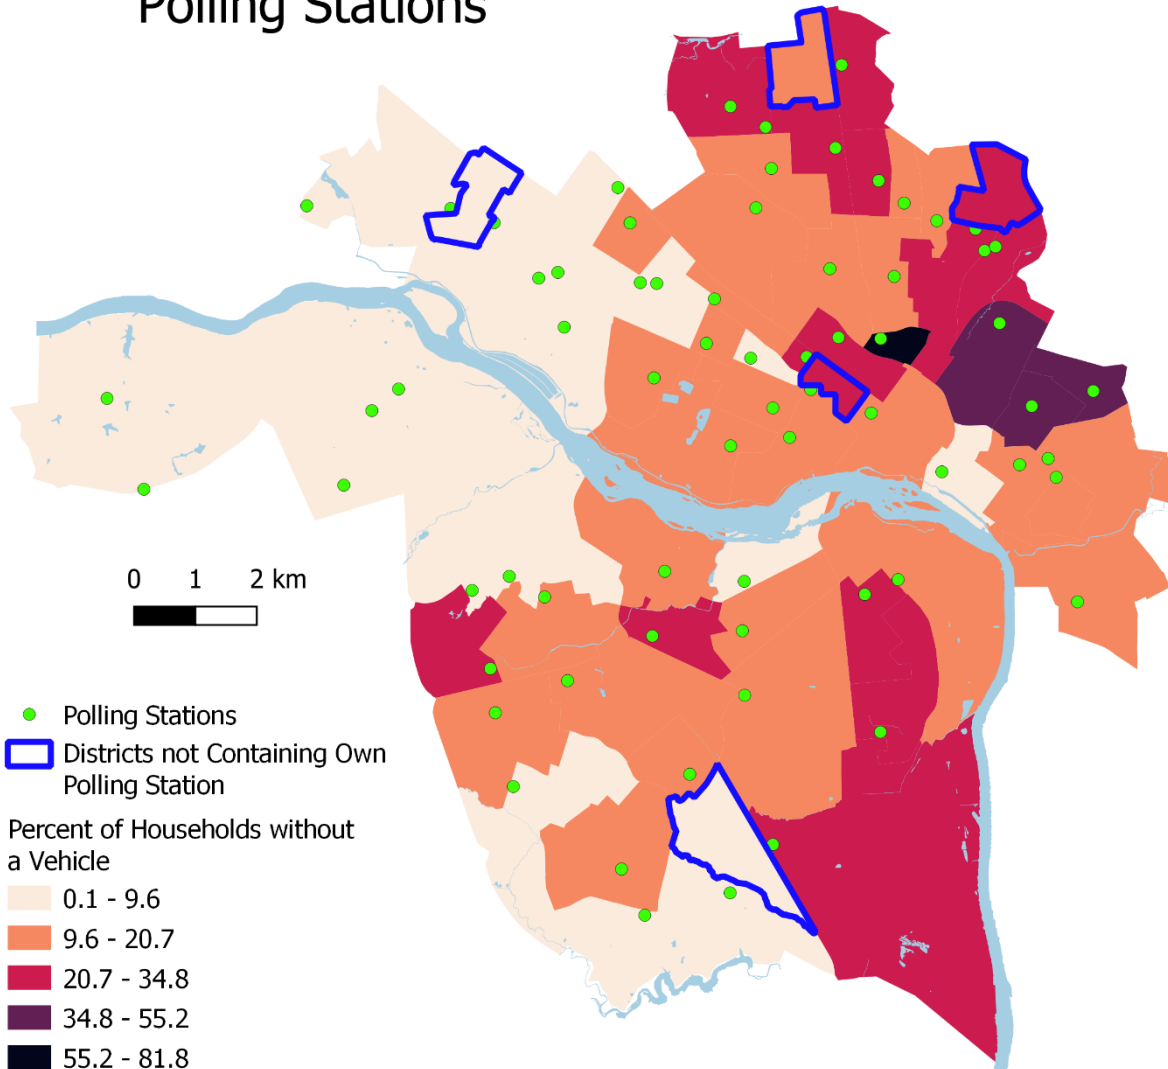 Polling Stations
0 1 2 km
Polling Stations
Districts not Containing Own
Polling Station
Percent of Households without
a Vehicle
0.1 - 9.6
9.6 - 20.7
20.7 - 34.8
34.8 - 55.2
55.2 - 81.8